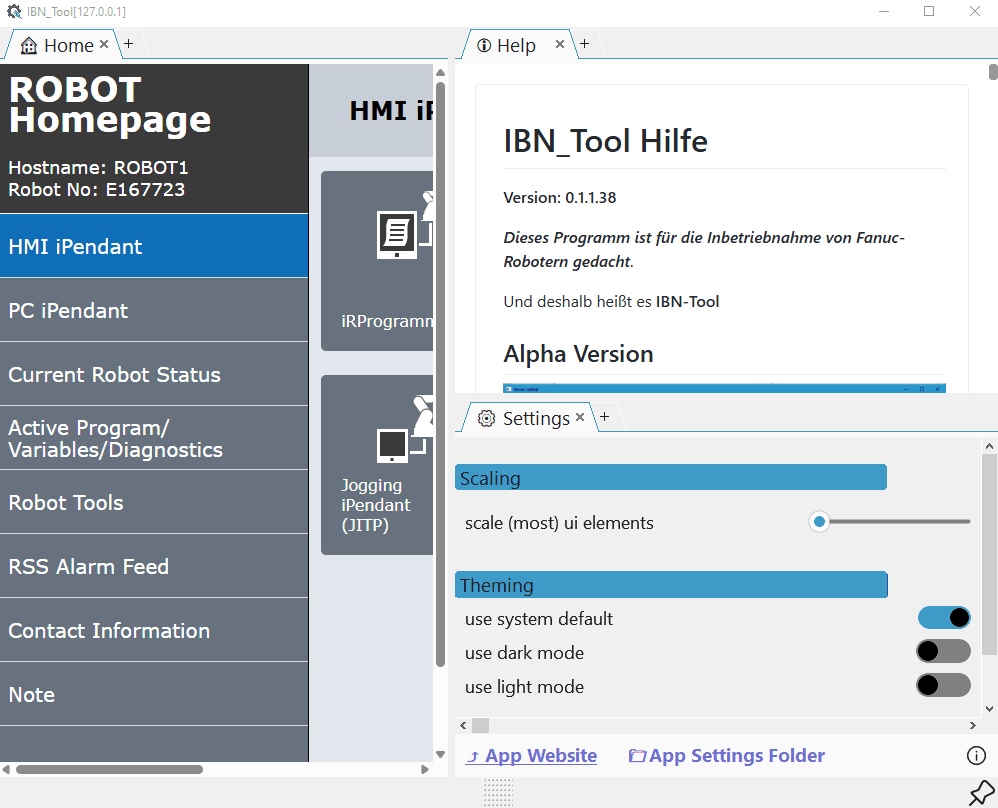 IBN_Tool[127.0.0.1]
Home
Help
ROBOT
Homepage
Hostname: ROBOT1
Robot No: E167723
HMI iPendant
PC iPendant
Current Robot Status
Active Program/
Variables/Diagnostics
Robot Tools
RSS Alarm Feed
Contact Information
Note
HMI iP
iRProgramm
Jogging
iPendant
(JITP)
IBN_Tool Hilfe
Version: 0.1.1.38
Dieses Programm ist für die Inbetriebnahme von Fanuc-
Robotern gedacht.
Und deshalb heißt es IBN-Tool
Alpha Version
Settings
Scaling
scale (most) ui elements
Theming
use system default
use dark mode
use light mode
App Website
App Settings Folder